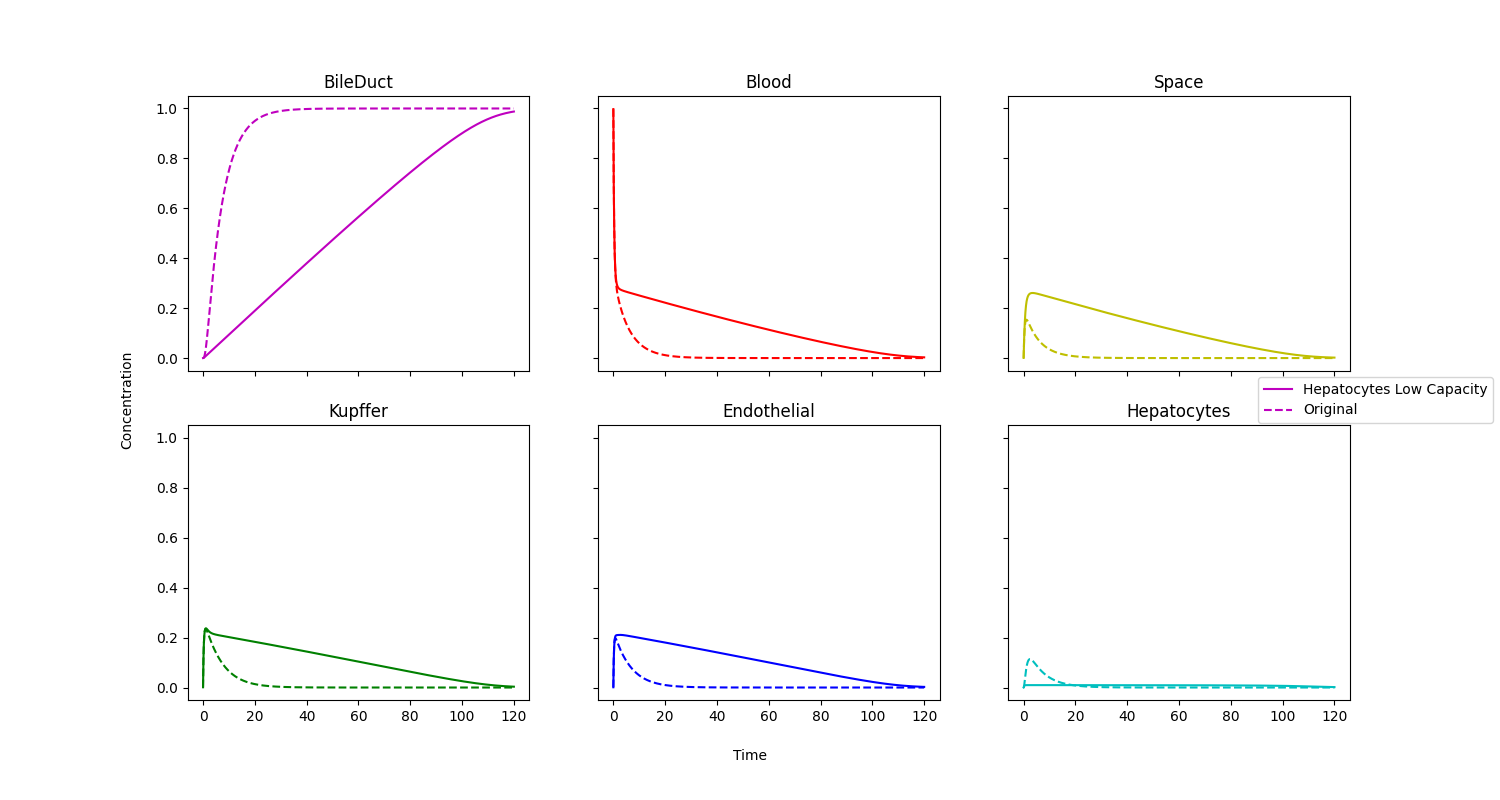 BileDuct
Blood
Space
1.0
0.8
0.6
0.4
0.2
0.0
Concentration
Hepatocytes Low Capacity
Original
Kupffer
Endothelial
Hepatocytes
1.0
0.8
0.6
0.4
0.2
0.0
0 20 40 60 80 100 120
0 20 40 60 80 100 120
0 20 40 60 80 100 120
Time